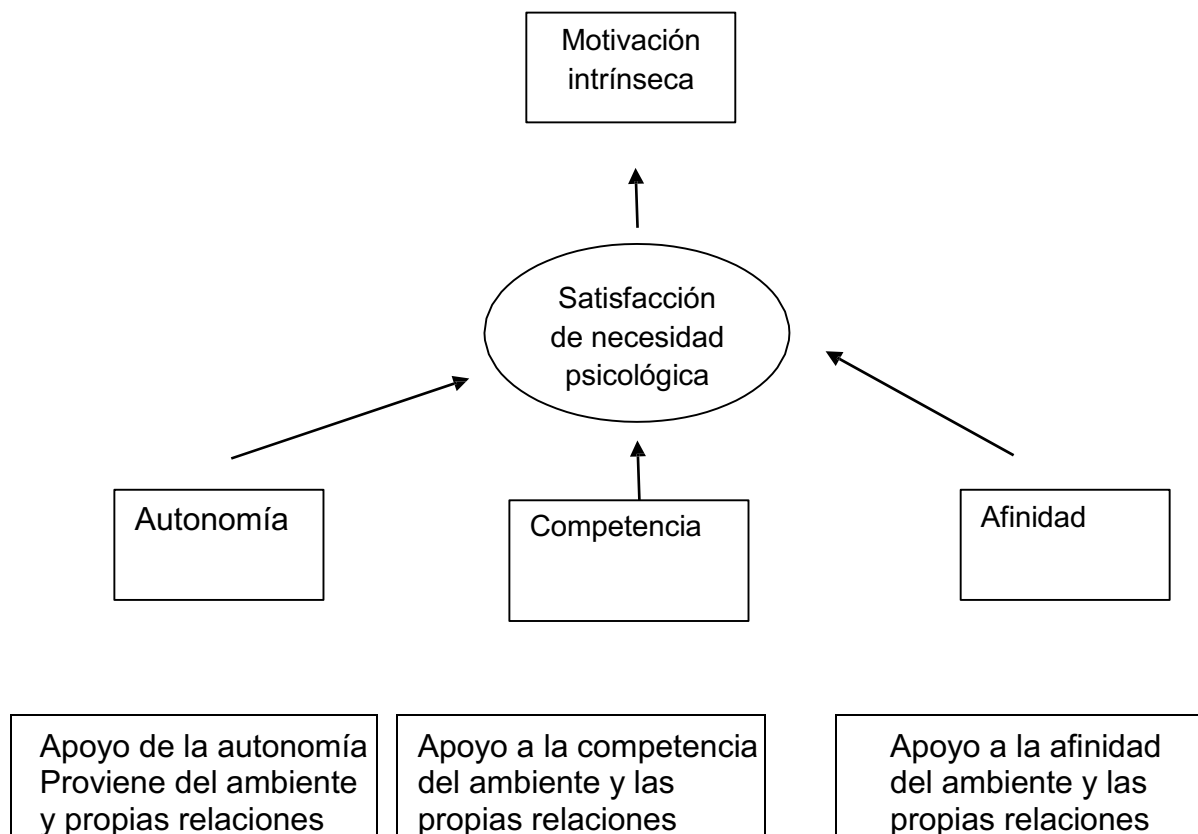 Motivación
intrínseca
Satisfacción
de necesidad
psicológica
Autonomía
Competencia
Afinidad
Apoyo de la autonomía
Proviene del ambiente
y propias relaciones
Apoyo a la competencia
del ambiente y las
propias relaciones
Apoyo a la afinidad
del ambiente y las
propias relaciones